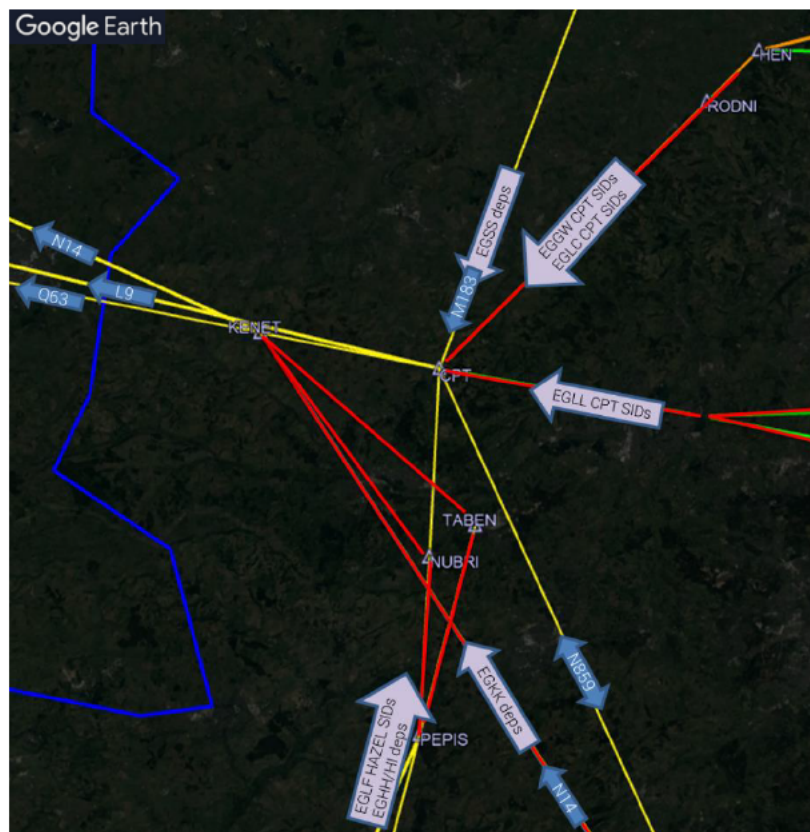 Google Earth
HEN
RODNI
EGSS deps
EGGW CPT SIDs
EGLC CPT SIDs
N14
M183
L9
Q63
KENET
CPT
EGLL CPT SIDs
TABEN
NUBRI
N859
EGKK deps
EGLF HAZEL SIDs
EGHH/HI deps
PEPIS
N14